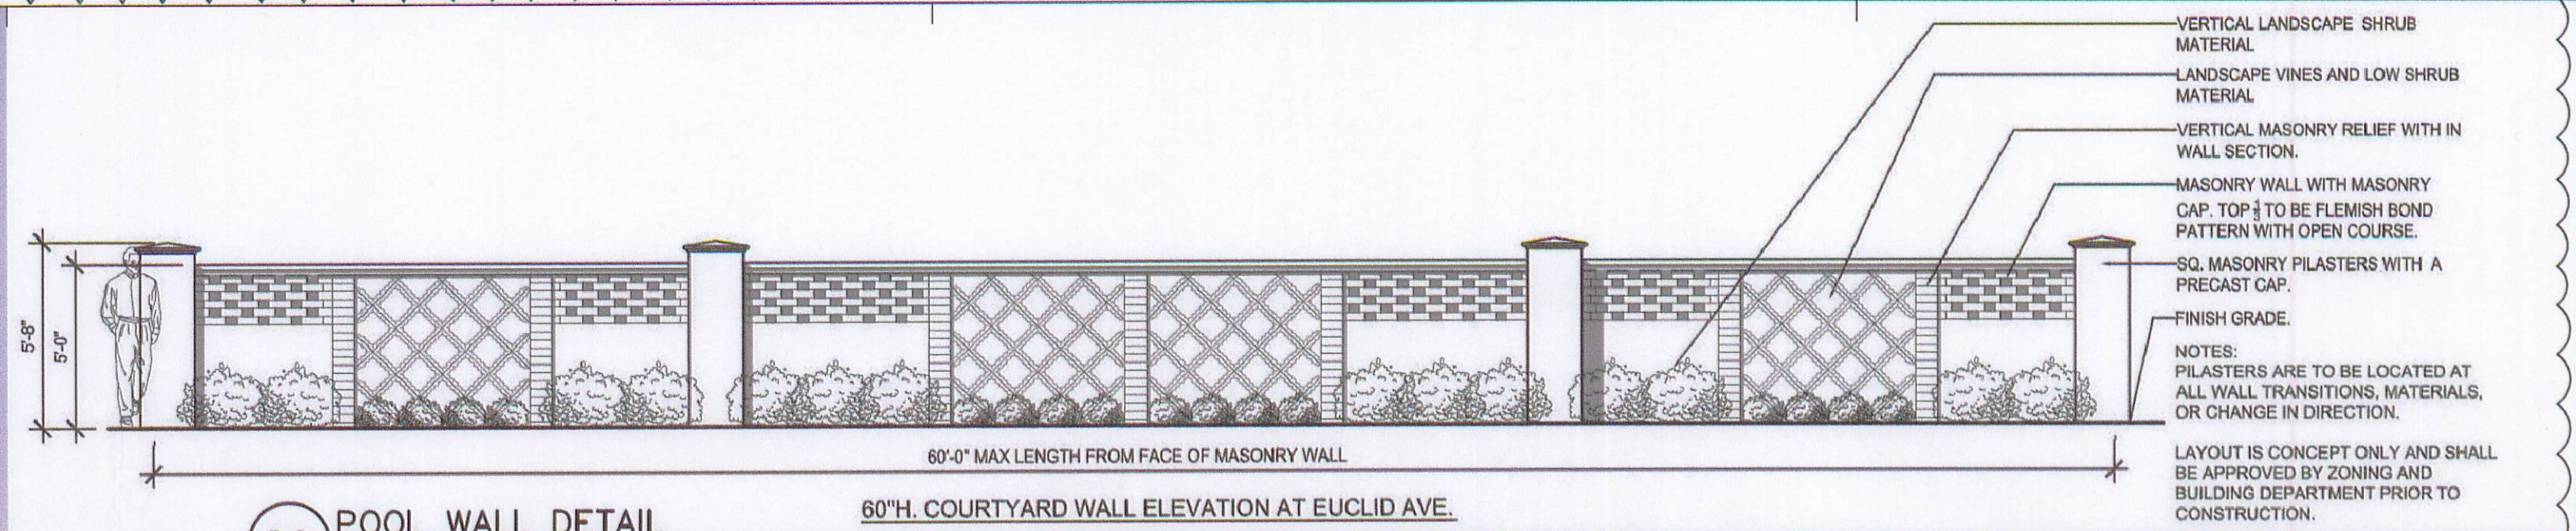 VERTICAL LANDSCAPE SHRUB
MATERIAL
LANDSCAPE VINES AND LOW SHRUB
MATERIAL
VERTICAL MASONRY RELIEF WITH IN
WALL SECTION.
MASONRY WALL WITH MASONRY
CAP. TOP ⅓ TO BE FLEMISH BOND
PATTERN WITH OPEN COURSE.
SQ. MASONRY PILASTERS WITH A
PRECAST CAP.
FINISH GRADE.
NOTES:
PILASTERS ARE TO BE LOCATED AT
ALL WALL TRANSITIONS, MATERIALS,
OR CHANGE IN DIRECTION.
LAYOUT IS CONCEPT ONLY AND SHALL
BE APPROVED BY ZONING AND
BUILDING DEPARTMENT PRIOR TO
CONSTRUCTION.
5'-8"
5'-0"
60'-0" MAX LENGTH FROM FACE OF MASONRY WALL
60"H. COURTYARD WALL ELEVATION AT EUCLID AVE.
POOL WALL DETAIL